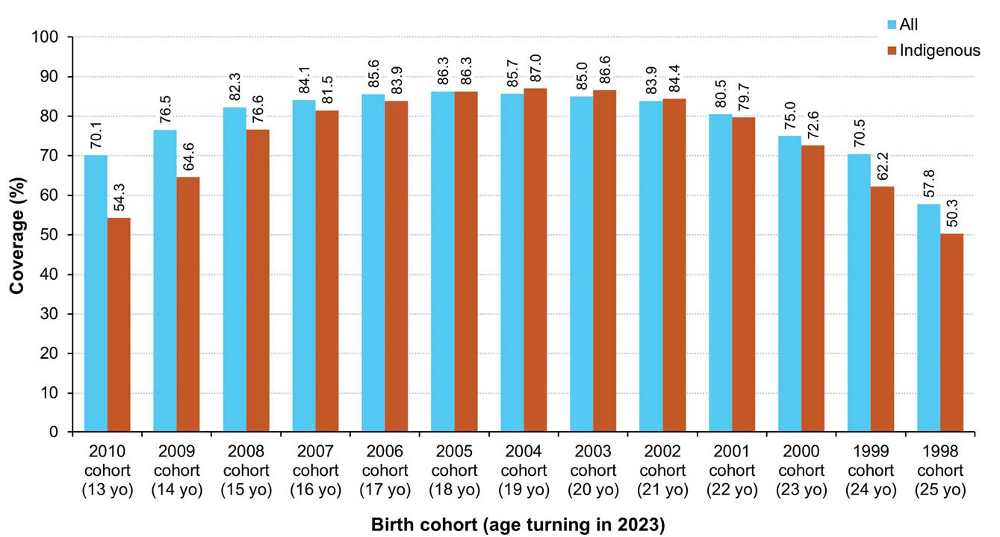 All
Indigenous
Coverage (%)
100
90
80
70
60
50
40
30
20
10
0
70.1
54.3
76.5
64.6
82.3
76.6
84.1
81.5
85.6
83.9
86.3
86.3
85.7
87.0
85.0
86.6
83.9
84.4
80.5
79.7
75.0
72.6
70.5
62.2
57.8
50.3
2010
cohort
(13 yo)
2009
cohort
(14 yo)
2008
cohort
(15 yo)
2007
cohort
(16 yo)
2006
cohort
(17 yo)
2005
cohort
(18 yo)
2004
cohort
(19 yo)
2003
cohort
(20 yo)
2002
cohort
(21 yo)
2001
cohort
(22 yo)
2000
cohort
(23 yo)
1999
cohort
(24 yo)
1998
cohort
(25 yo)
Birth cohort (age turning in 2023)